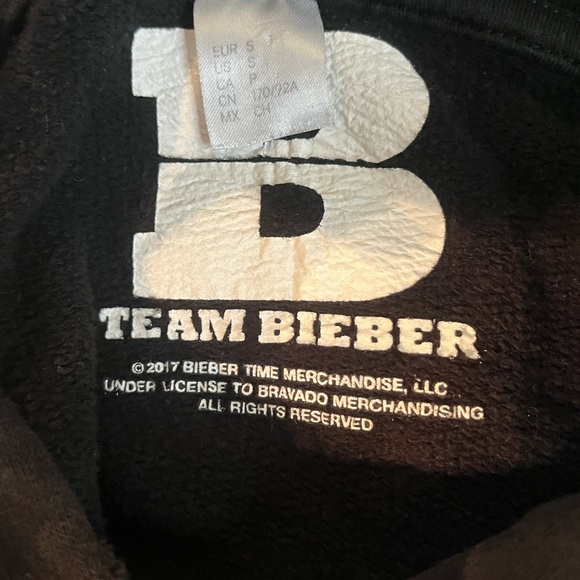 EUR S
US S
CA P
CN 170/92A
MX CH
B
TEAM BIEBER
© 2017 BIEBER TIME MERCHANDISE, LLC
UNDER LICENSE TO BRAVADO MERCHANDISING
ALL RIGHTS RESERVED